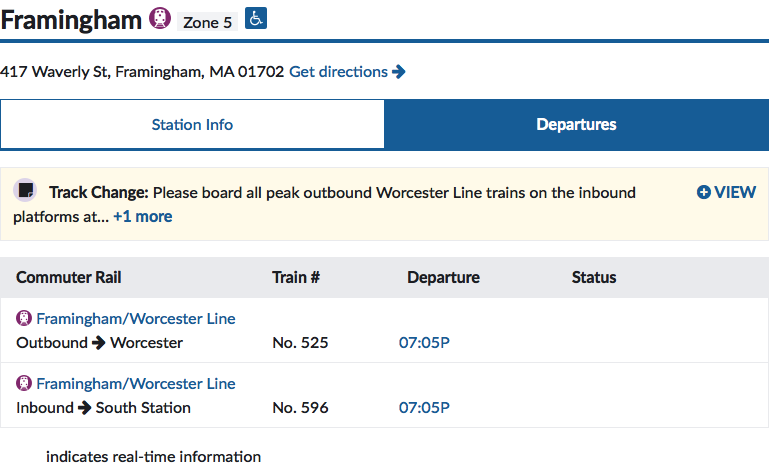 Framingham Zone 5
417 Waverly St, Framingham, MA 01702 Get directions
Station Info Departures
Track Change: Please board all peak outbound Worcester Line trains on the inbound VIEW
platforms at... +1 more
Commuter Rail Train # Departure Status
Framingham/Worcester Line
Outbound → Worcester No. 525 07:05P
Framingham/Worcester Line
Inbound → South Station No. 596 07:05P
indicates real-time information